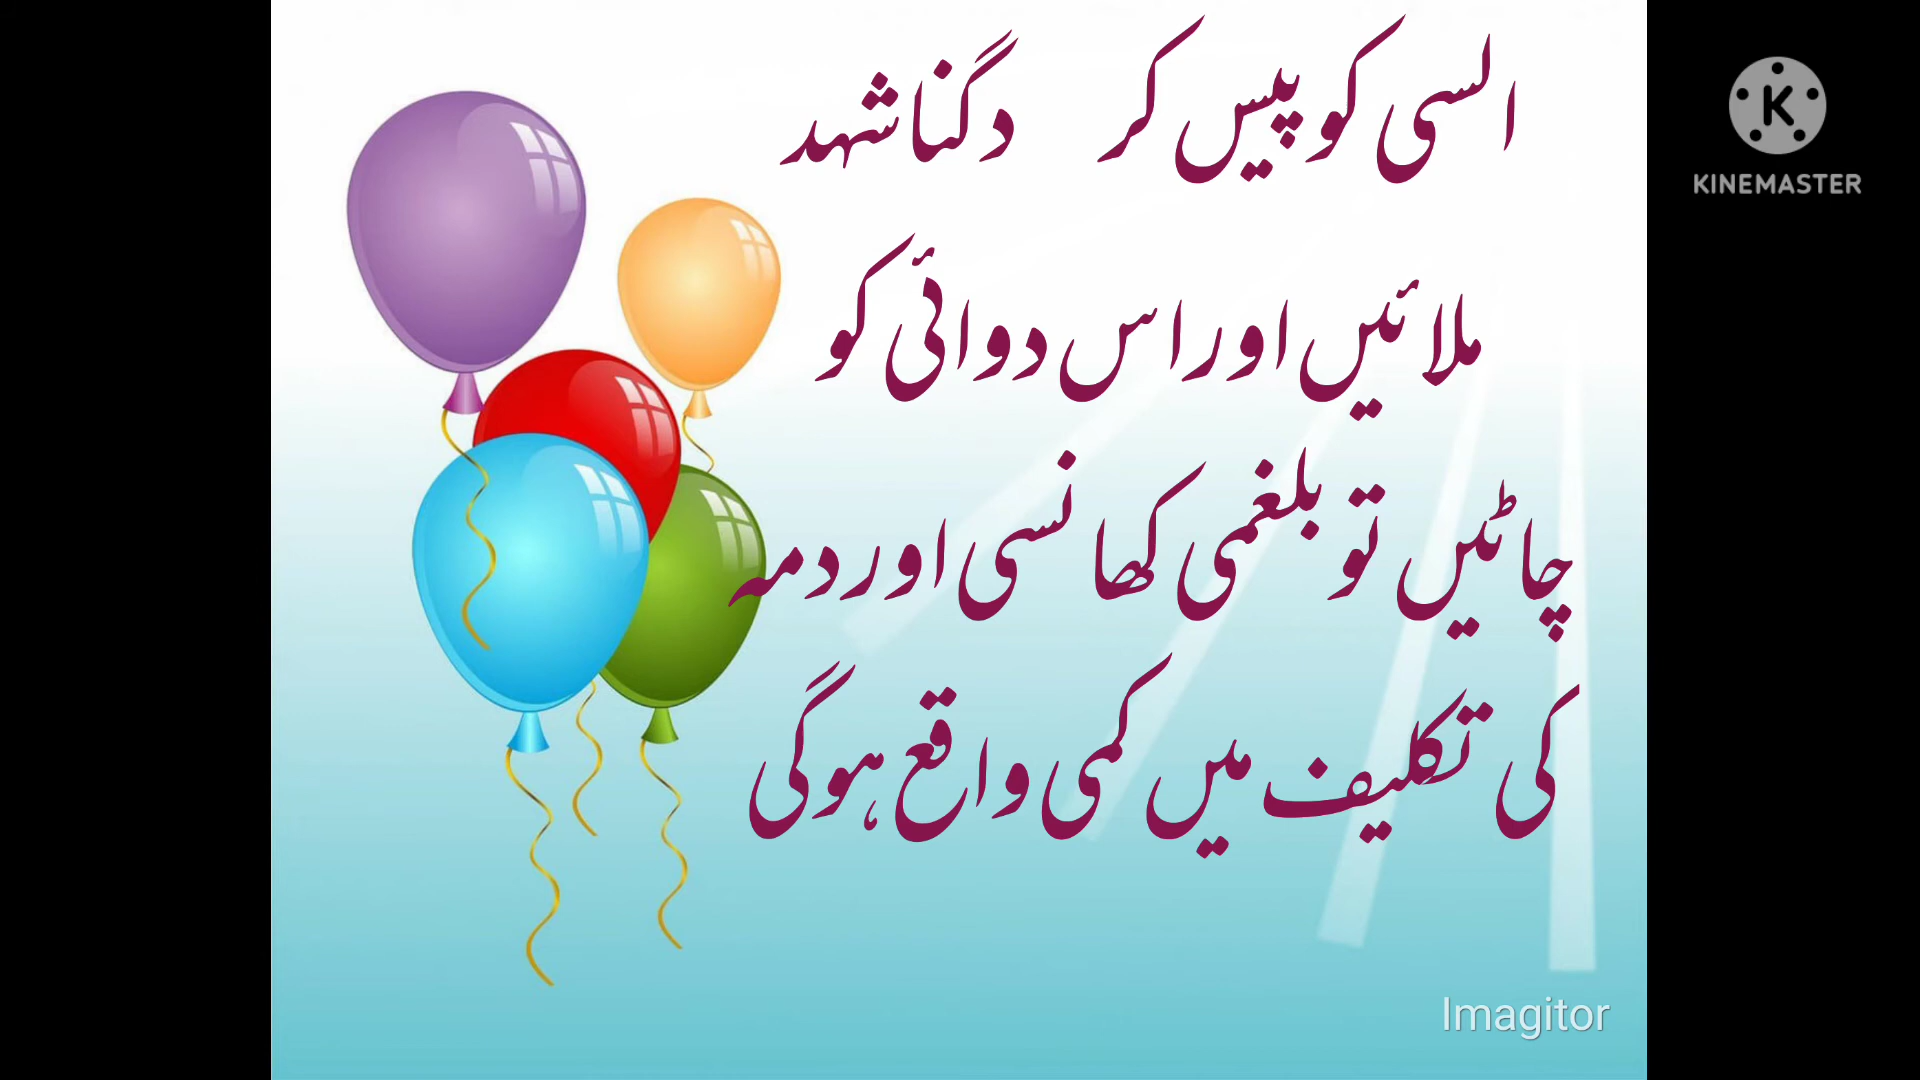 السی کو پیس کر دگنا شہد
ملائیں اور اس دوائی کو
چاٹیں تو بلغمی کھانسی اور دمہ
کی تکلیف میں کمی واقع ہوگی
KINEMASTER
Imagitor